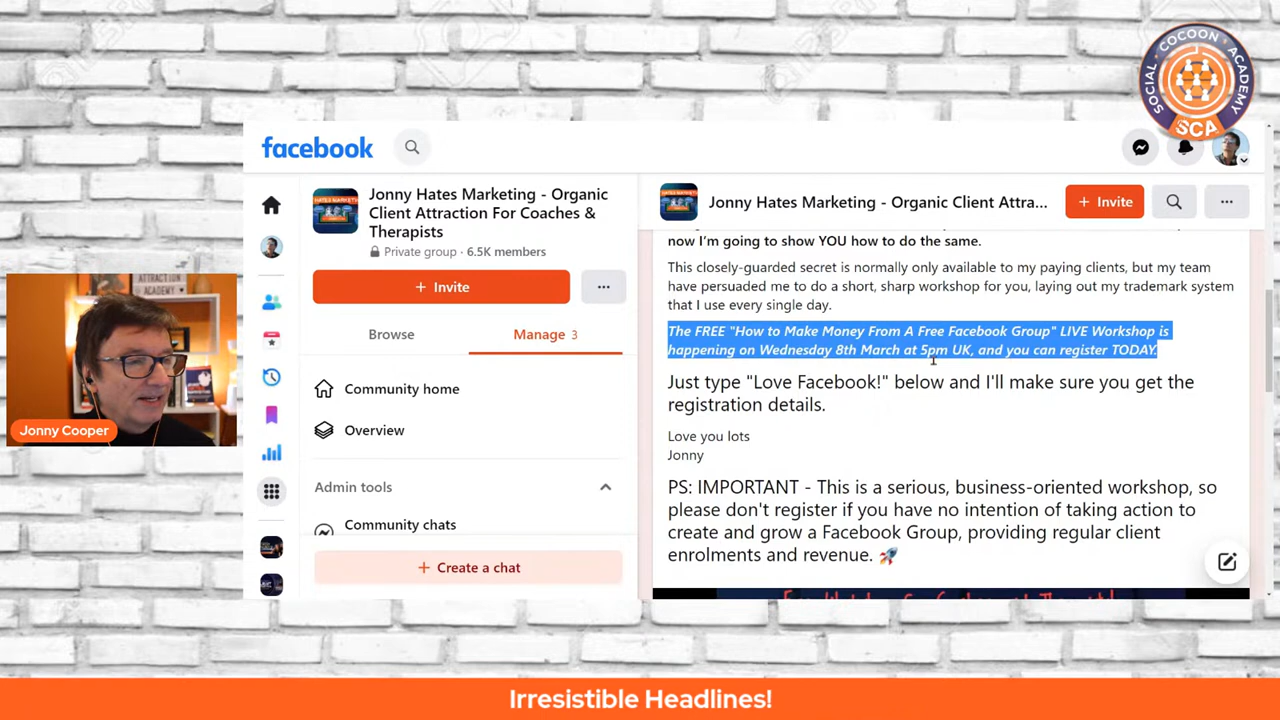 SOCIAL COCOON ACADEMY
SCA
facebook
Jonny Hates Marketing - Organic
Client Attraction For Coaches &
Therapists
Private group · 6.5K members
+ Invite
...
Browse
Manage 3
Community home
Overview
Admin tools
Community chats
+ Create a chat
Jonny Hates Marketing - Organic Client Attra...
+ Invite
...
now I'm going to show YOU how to do the same.
This closely-guarded secret is normally only available to my paying clients, but my team
have persuaded me to do a short, sharp workshop for you, laying out my trademark system
that I use every single day.
The FREE "How to Make Money From A Free Facebook Group" LIVE Workshop is
happening on Wednesday 8th March at 5pm UK, and you can register TODAY.
Just type "Love Facebook!" below and I'll make sure you get the
registration details.
Love you lots
Jonny
PS: IMPORTANT - This is a serious, business-oriented workshop, so
please don't register if you have no intention of taking action to
create and grow a Facebook Group, providing regular client
enrolments and revenue. 🚀
Jonny Cooper
Irresistible Headlines!